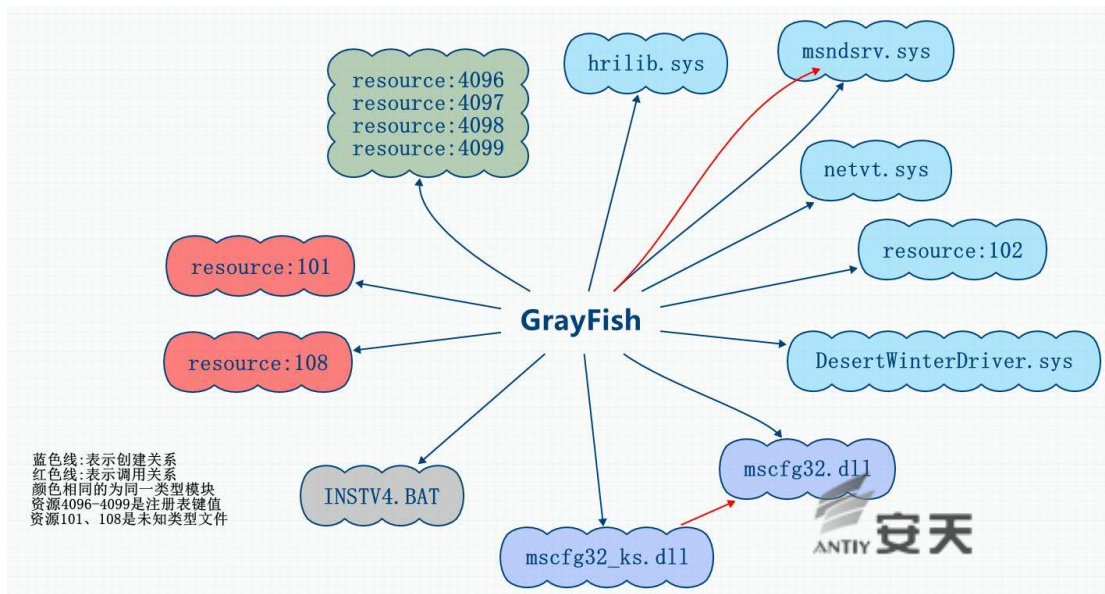 resource:4096
resource:4097
resource:4098
resource:4099
hrilib.sys
msndsrv.sys
netvt.sys
resource:101
resource:102
GrayFish
resource:108
DesertWinterDriver.sys
蓝色线:表示创建关系
红色线:表示调用关系
颜色相同的为同一类型模块
资源4096-4099是注册表键值
资源101、108是未知类型文件
INSTV4.BAT
mscfg32.dll
mscfg32_ks.dll
ANTIY 安天